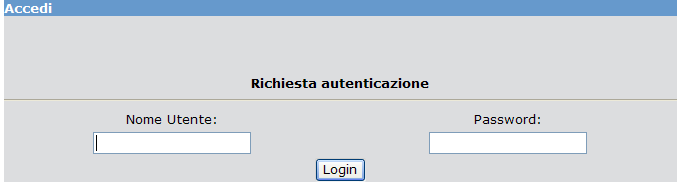 Accedi
Richiesta autenticazione
Nome Utente: Password:
Login